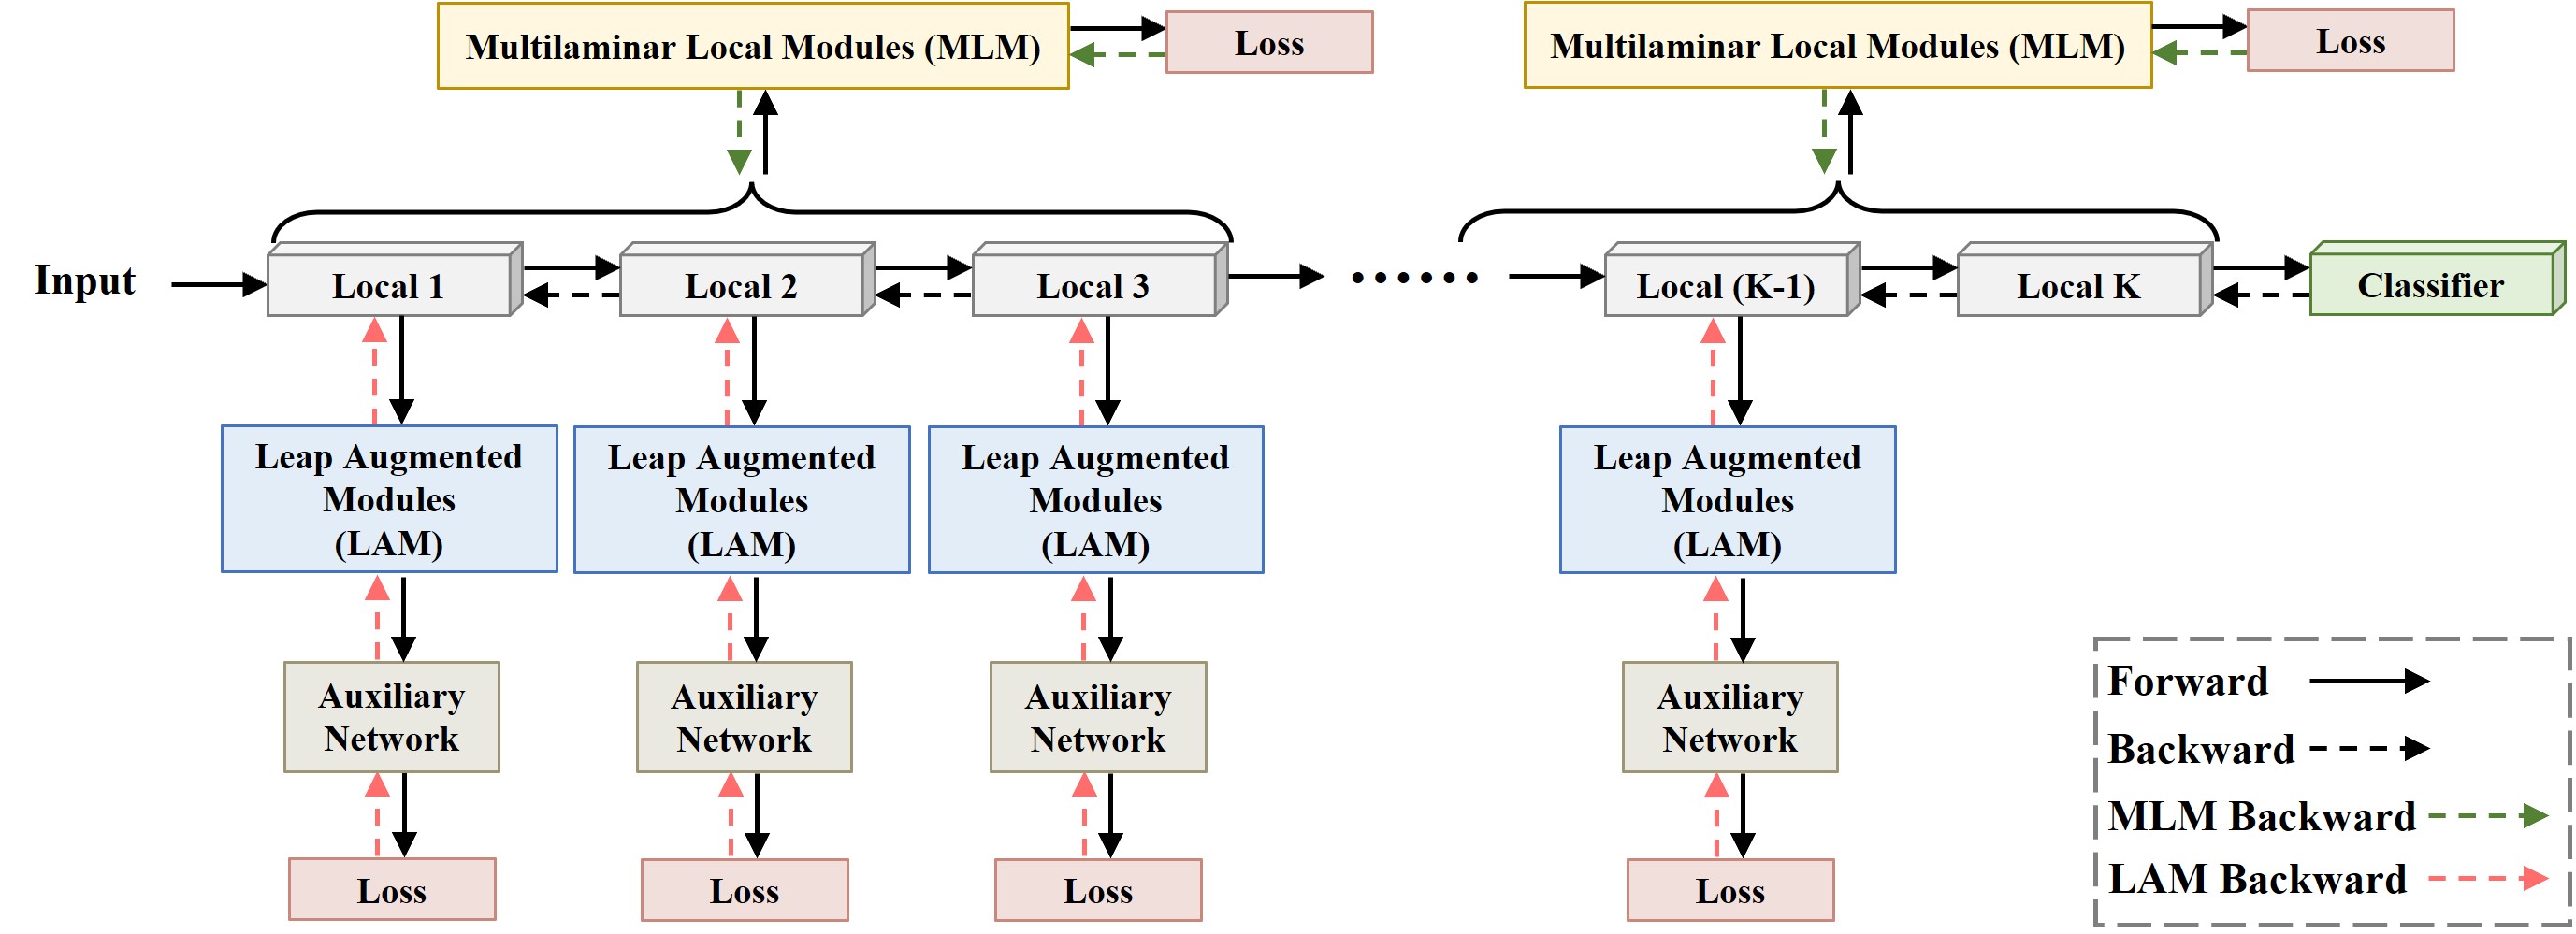 Multilaminar Local Modules (MLM)
Loss
Multilaminar Local Modules (MLM)
Loss
Input
Local 1
Local 2
Local 3
······
Local (K-1)
Local K
Classifier
Leap Augmented
Modules
(LAM)
Leap Augmented
Modules
(LAM)
Leap Augmented
Modules
(LAM)
Leap Augmented
Modules
(LAM)
Auxiliary
Network
Auxiliary
Network
Auxiliary
Network
Auxiliary
Network
Loss
Loss
Loss
Loss
Forward
Backward
MLM Backward
LAM Backward